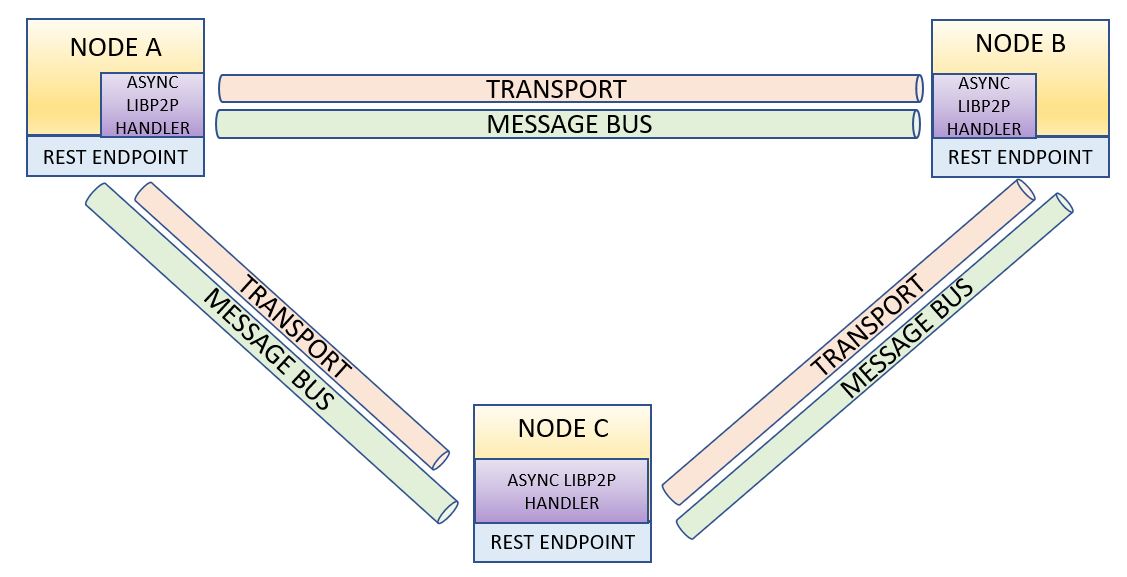 NODE A
ASYNC
LIBP2P
HANDLER
REST ENDPOINT
TRANSPORT
MESSAGE BUS
NODE B
ASYNC
LIBP2P
HANDLER
REST ENDPOINT
TRANSPORT
MESSAGE BUS
TRANSPORT
MESSAGE BUS
NODE C
ASYNC LIBP2P
HANDLER
REST ENDPOINT